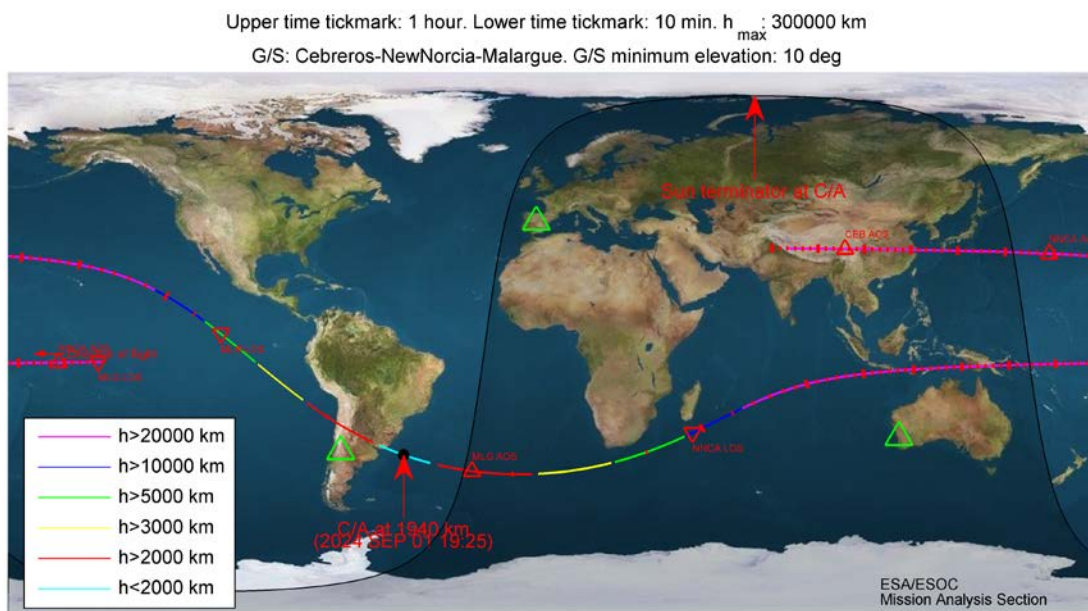 Upper time tickmark: 1 hour. Lower time tickmark: 10 min. h max: 300000 km
G/S: Cebreros-NewNorcia-Malargue. G/S minimum elevation: 10 deg
Sun terminator at C/A
CEB AOS
NNCA
MLG LOS
MLG AOS
NNCA LOS
C/A at 1940 km
(2024 SEP 01 19:25)
h>20000 km
h>10000 km
h>5000 km
h>3000 km
h>2000 km
h<2000 km
ESA/ESOC
Mission Analysis Section